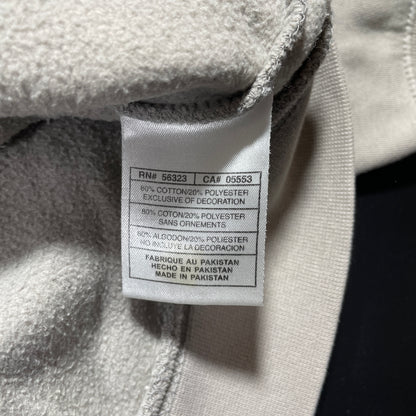 RN# 56323 CA# 05553
80% COTTON/20% POLYESTER
EXCLUSIVE OF DECORATION
80% COTON/20% POLYESTER
SANS ORNEMENTS
80% ALGODON/20% POLIESTER
NO INCLUYE LA DECORACION
FABRIQUE AU PAKISTAN
HECHO EN PAKISTAN
MADE IN PAKISTAN